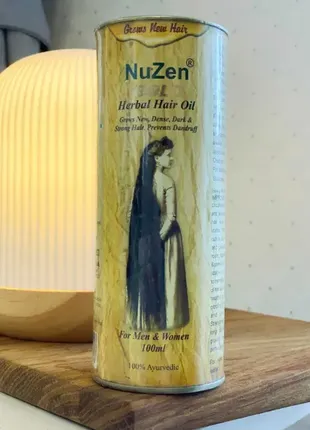 Grows New Hair
NuZen®
GOLD
Herbal Hair Oil
Grows New, Dense, Dark &
Strong Hair, Prevents Dandruff
For Men & Women
100ml
100% Ayurvedic